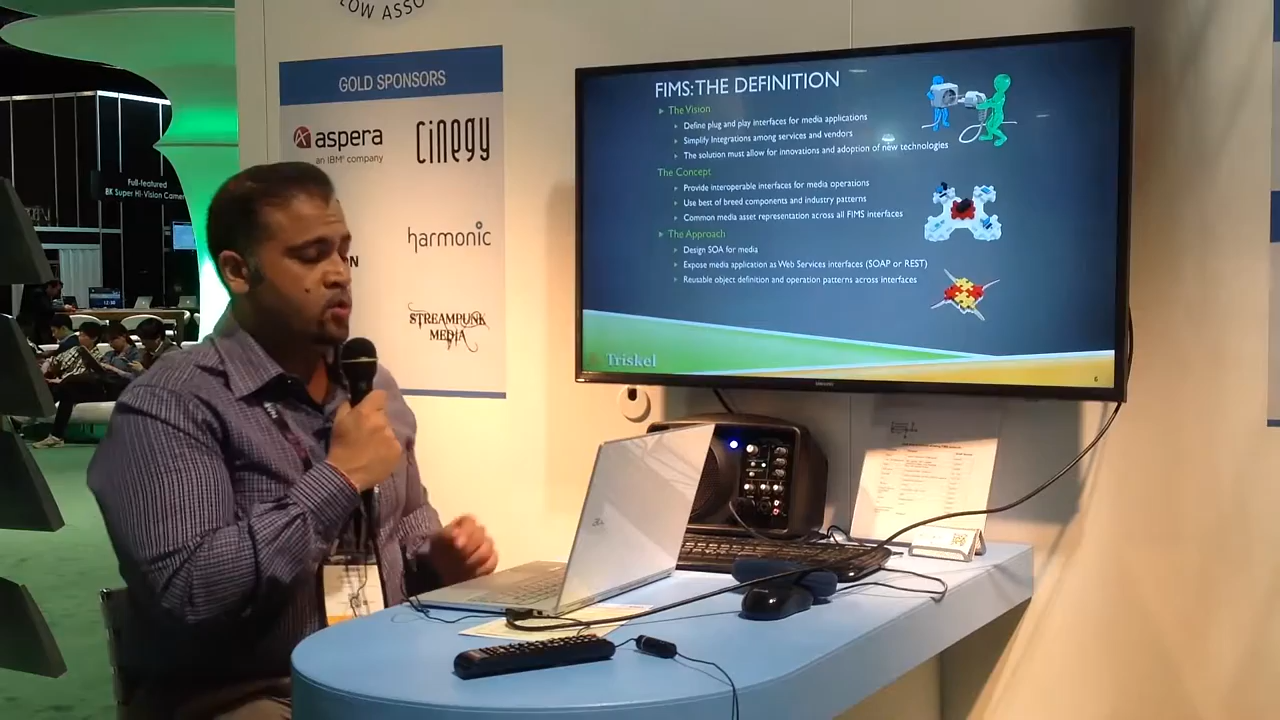 LOW ASSO
GOLD SPONSORS
aspera
an IBM company
cinegy
harmonic
ON
STREAMPUNK
MEDIA
Full-featured
8K Super Hi-Vision Camera
FIMS: THE DEFINITION
The Vision
Define plug and play interfaces for media applications
Simplify Integrations among services and vendors
The solution must allow for innovations and adoption of new technologies
The Concept
Provide interoperable interfaces for media operations
Use best of breed components and industry patterns
Common media asset representation across all FIMS interfaces
The Approach
Design SOA for media
Expose media application as Web Services interfaces (SOAP or REST)
Reusable object definition and operation patterns across interfaces
Triskel
6
SAMSUNG